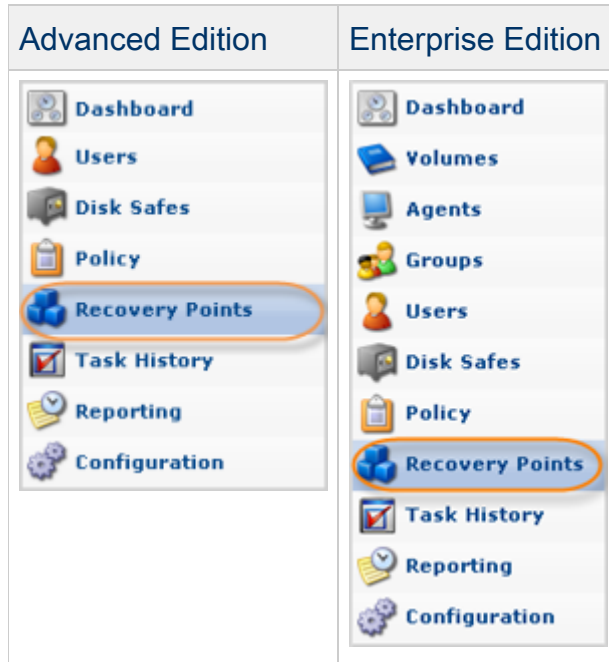 Advanced Edition
Dashboard
Users
Disk Safes
Policy
Recovery Points
Task History
Reporting
Configuration
Enterprise Edition
Dashboard
Volumes
Agents
Groups
Users
Disk Safes
Policy
Recovery Points
Task History
Reporting
Configuration